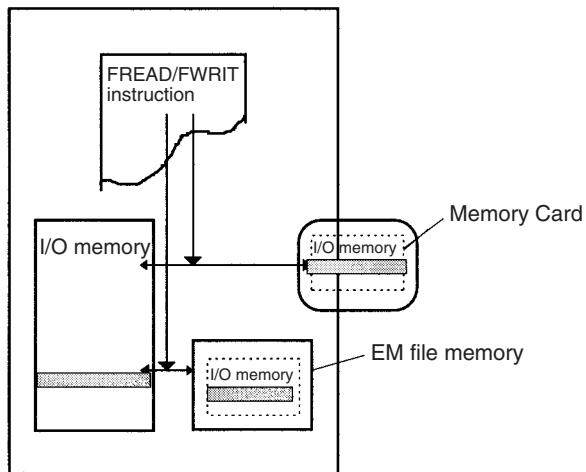 FREAD/FWRIT
instruction
Memory Card
I/O memory
I/O memory
EM file memory
I/O memory